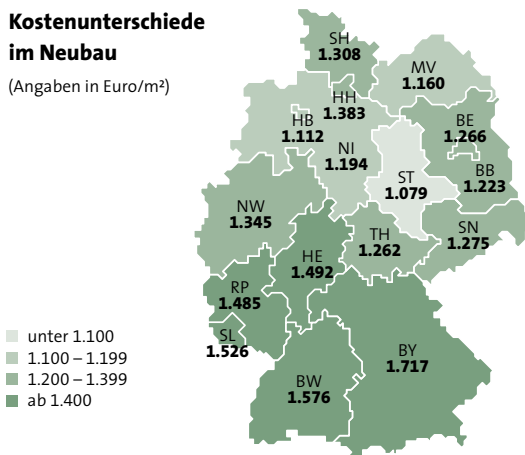 Kostenunterschiede
im Neubau
(Angaben in Euro/m²)
SH
1.308
MV
1.160
HH
1.383
HB
1.112
BE
1.266
NI
1.194
ST
1.079
BB
1.223
NW
1.345
SN
1.275
TH
1.262
HE
1.492
RP
1.485
SL
1.526
BY
1.717
BW
1.576
unter 1.100
1.100 – 1.199
1.200 – 1.399
ab 1.400